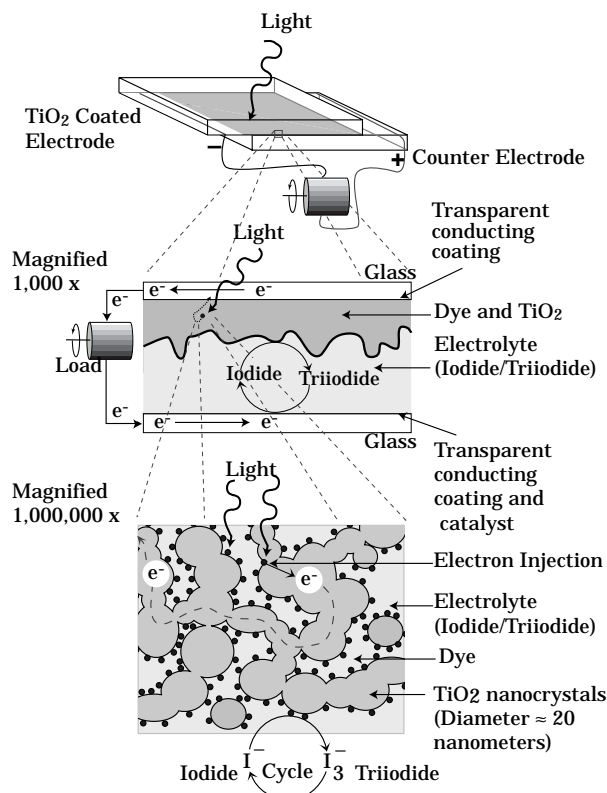 Light
TiO2 Coated
Electrode
−
+
Counter Electrode
Transparent
conducting
coating
Magnified
1,000 x
Light
Glass
e-
e-
e-
Dye and TiO2
Load
Electrolyte
(Iodide/Triiodide)
Iodide
Triiodide
e-
e-
e-
Glass
Transparent
conducting
coating and
catalyst
Magnified
1,000,000 x
Light
Electron Injection
e-
e-
Electrolyte
(Iodide/Triiodide)
Dye
TiO2 nanocrystals
(Diameter ≈ 20
nanometers)
Iodide I− Cycle I3− Triiodide